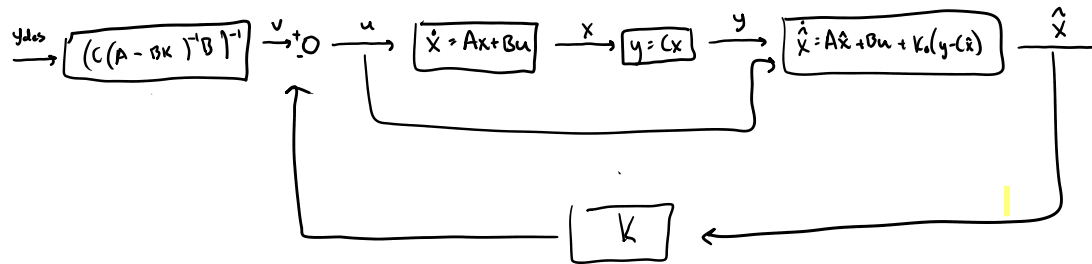 ydes
(C(A - BK)⁻¹B)⁻¹
v
+
-
u
ẋ = Ax+Bu
x
y = Cx
y
x̂̇ = Ax̂ + Bu + K₀(y-Cx̂)
x̂
K